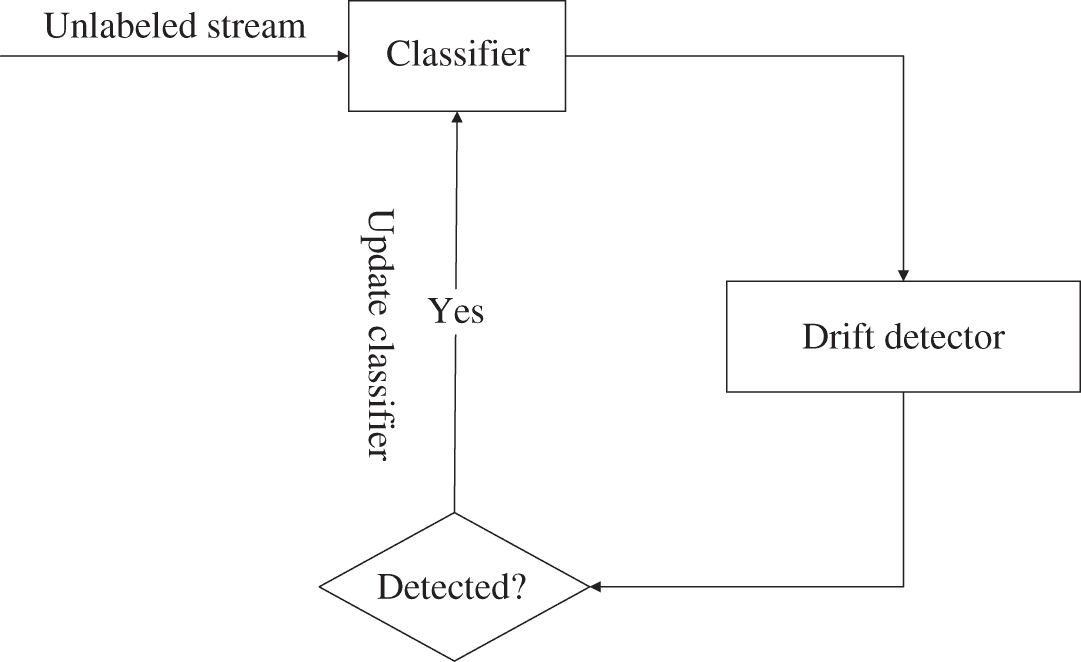 Unlabeled stream
Classifier
Update classifier
Yes
Drift detector
Detected?